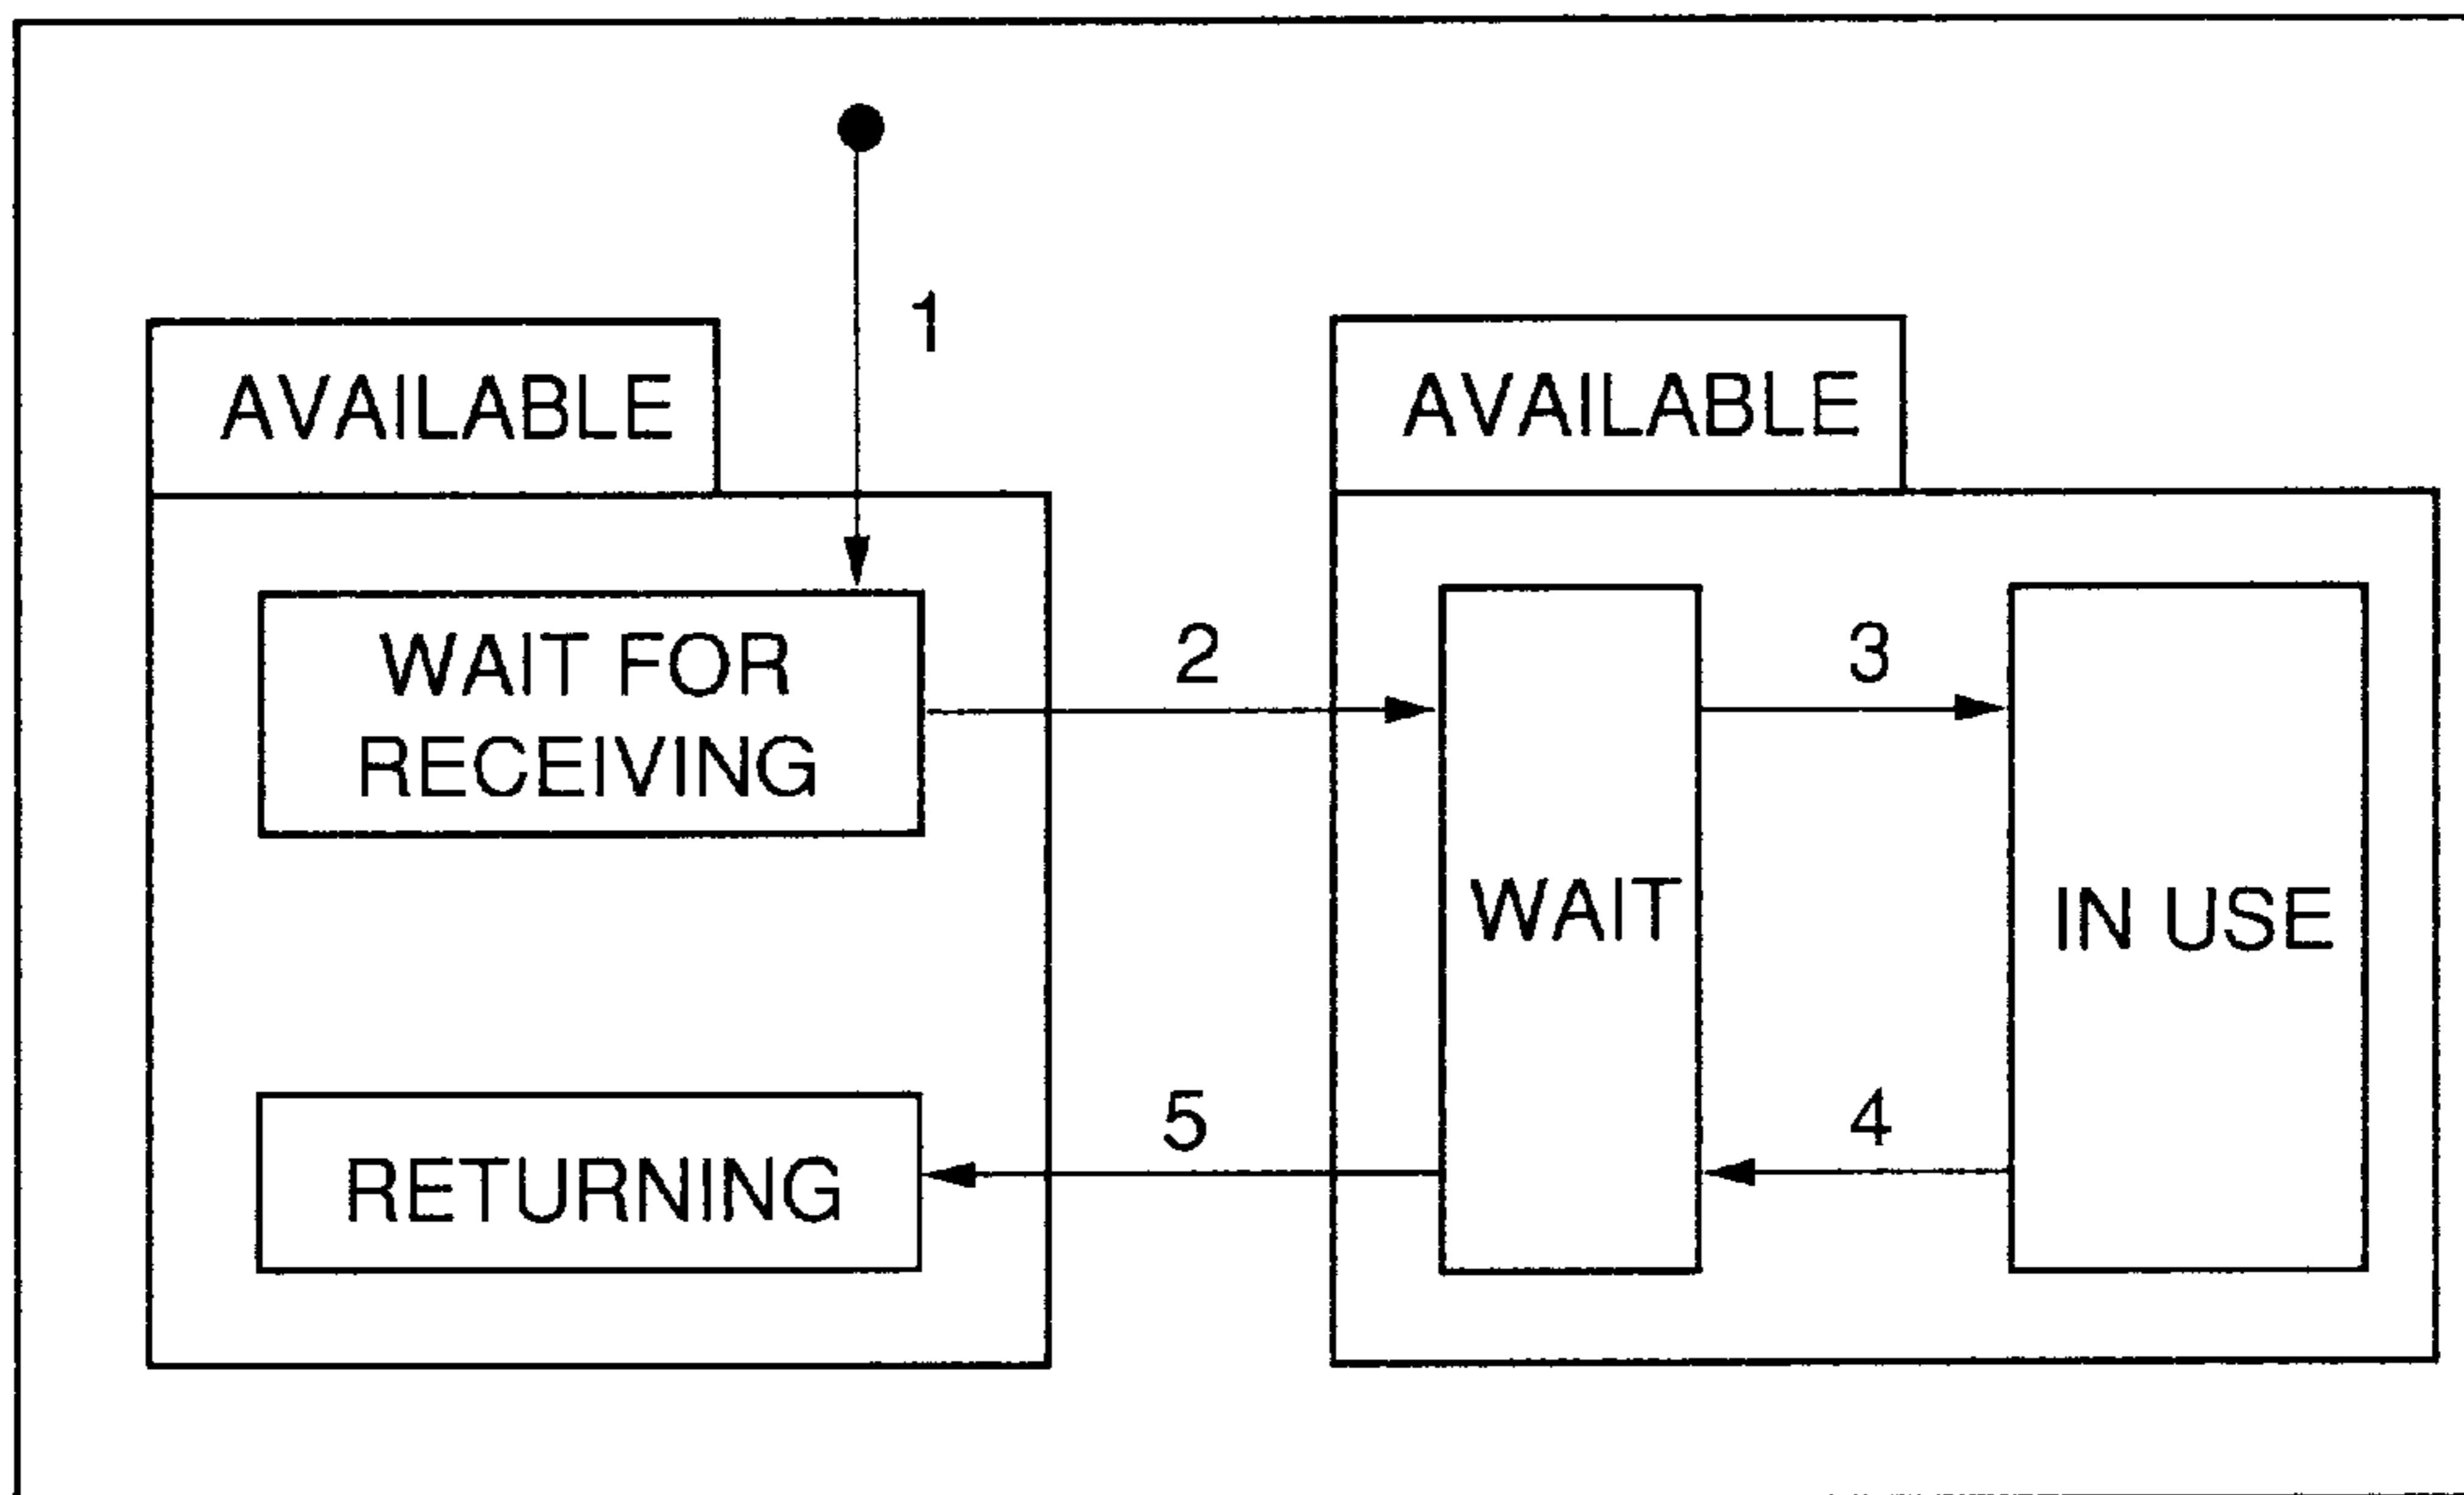 1
AVAILABLE
AVAILABLE
WAIT FOR
RECEIVING
2
3
WAIT
IN USE
5
4
RETURNING